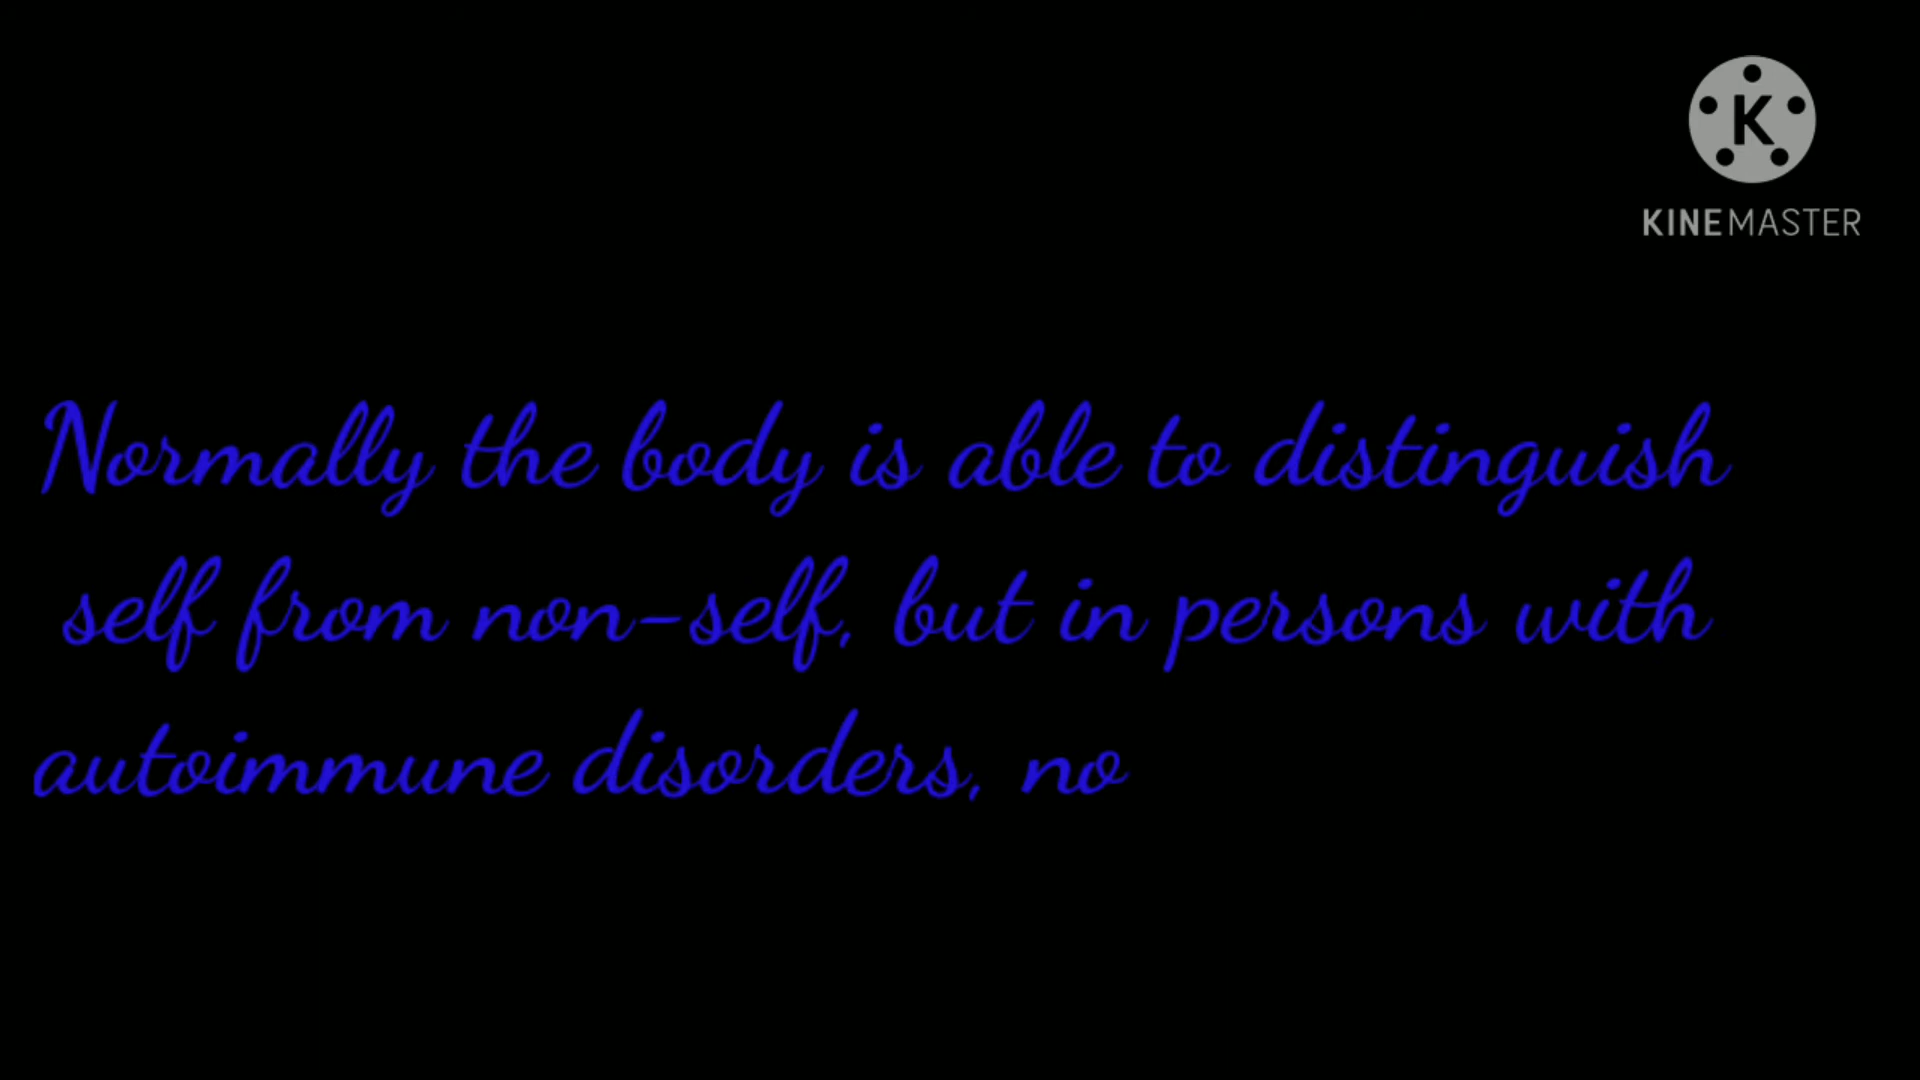 K
KINEMASTER
Normally the body is able to distinguish
self from non-self, but in persons with
autoimmune disorders, no